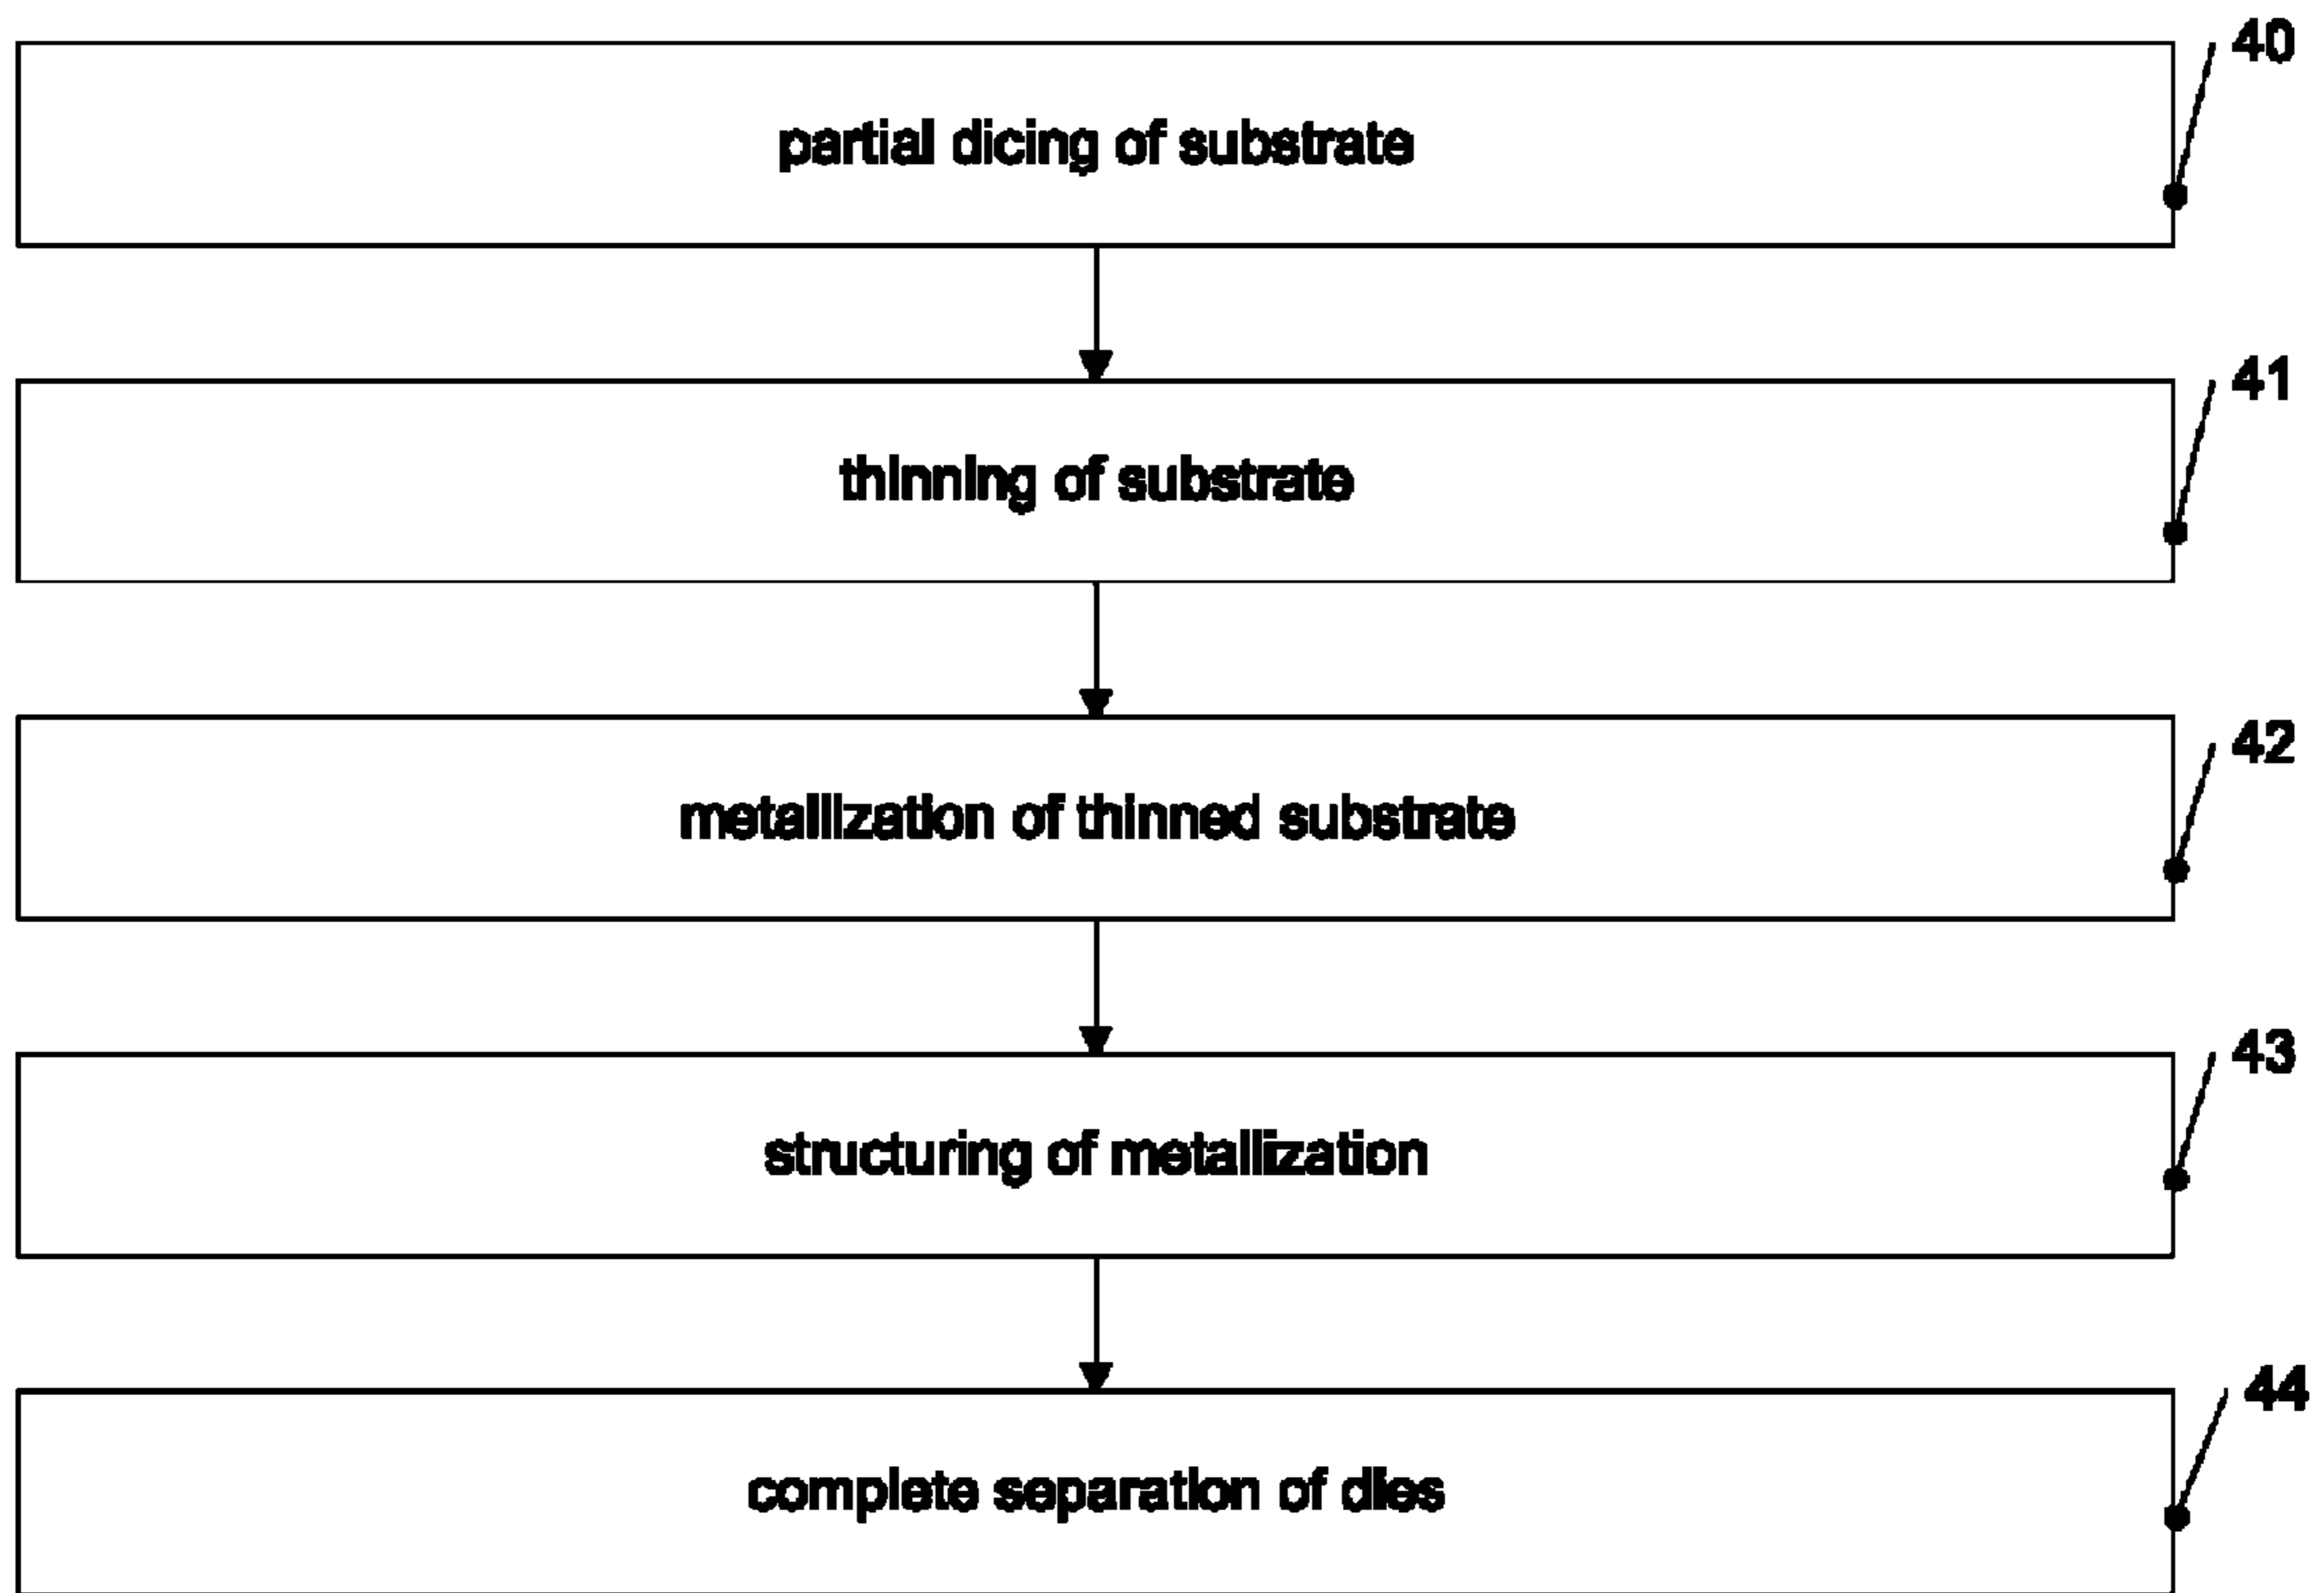 40
partial dicing of substrate
41
thinning of substrate
42
metallization of thinned substrate
43
structuring of metallization
44
complete separation of dies